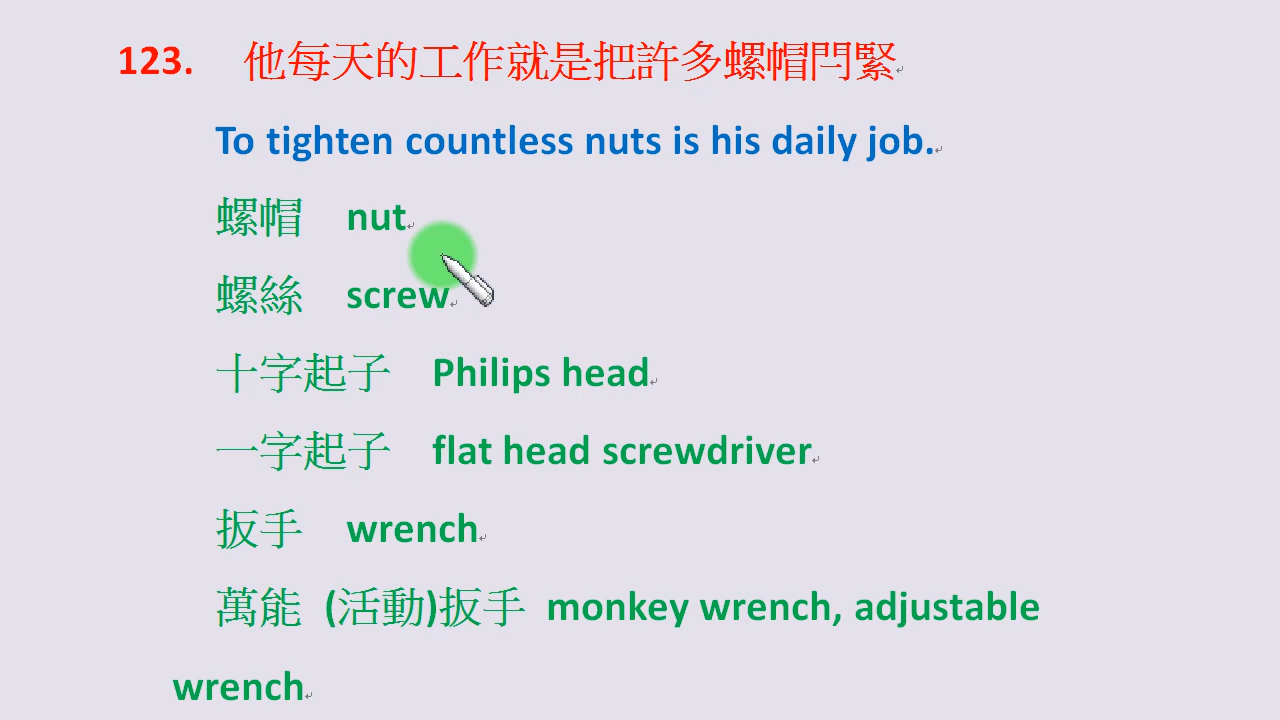 123. 他每天的工作就是把許多螺帽閂緊
To tighten countless nuts is his daily job.
螺帽 nut
螺絲 screw
十字起子 Philips head
一字起子 flat head screwdriver
扳手 wrench
萬能 (活動)扳手 monkey wrench, adjustable
wrench